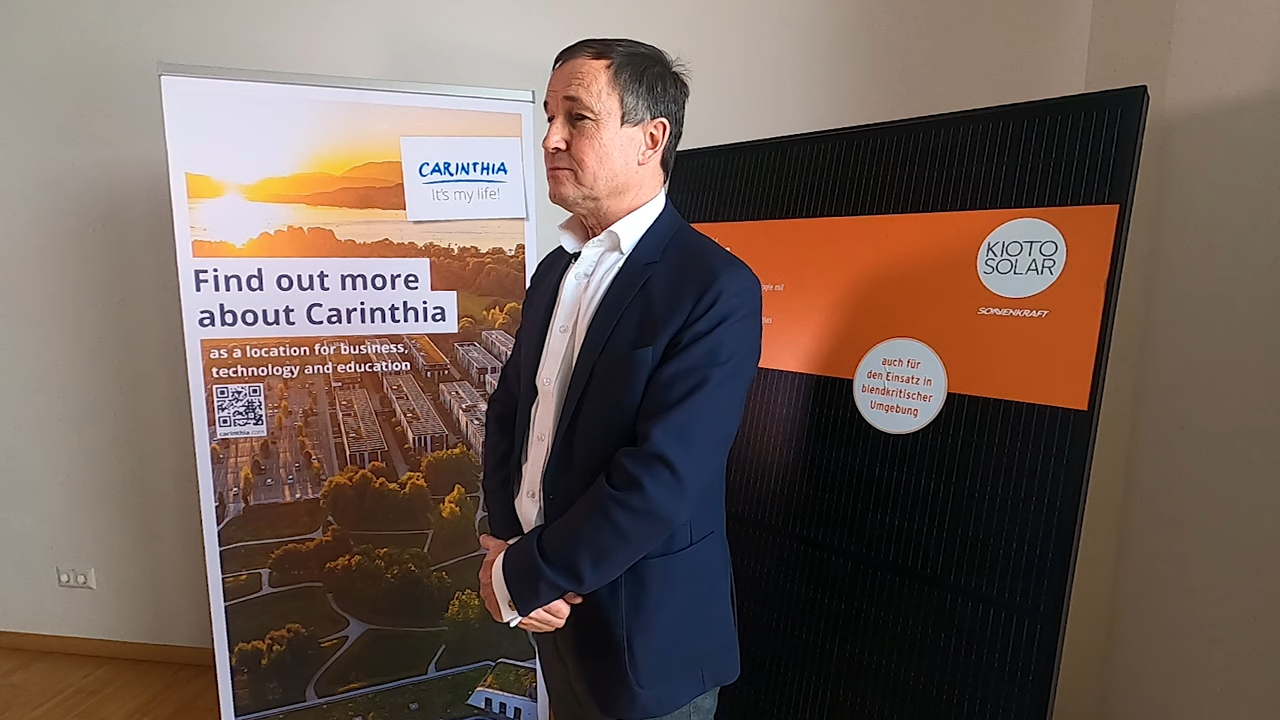 CARINTHIA
It's my life!
Find out more
about Carinthia
as a location for business,
technology and education
carinthia.com
KIOTO
SOLAR
SONNENKRAFT
auch für
den Einsatz in
blendkritischer
Umgebung